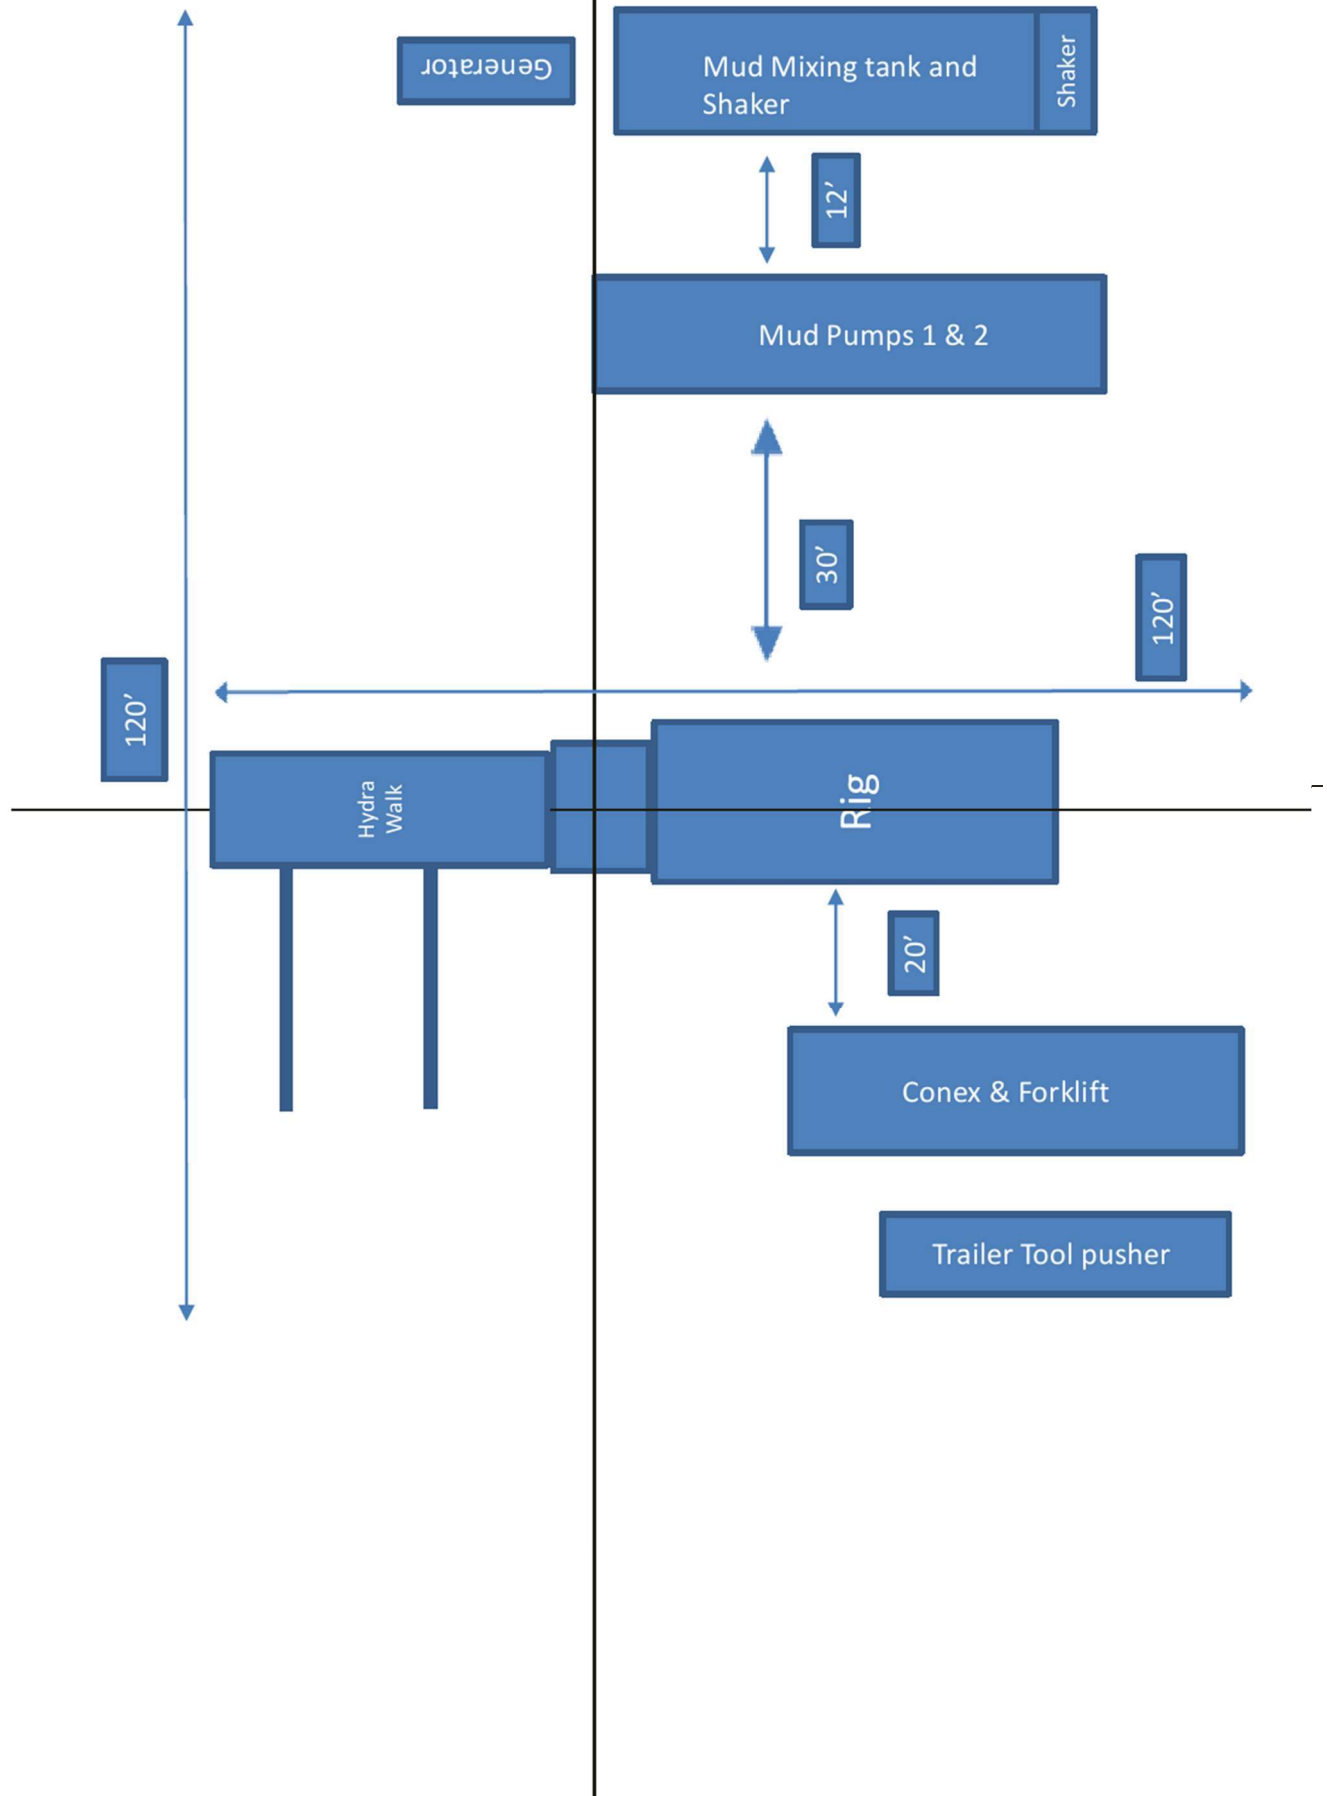 Generator
Mud Mixing tank and
Shaker
Shaker
12’
Mud Pumps 1 & 2
30’
120’
120’
Hydra
Walk
Rig
20’
Conex & Forklift
Trailer Tool pusher